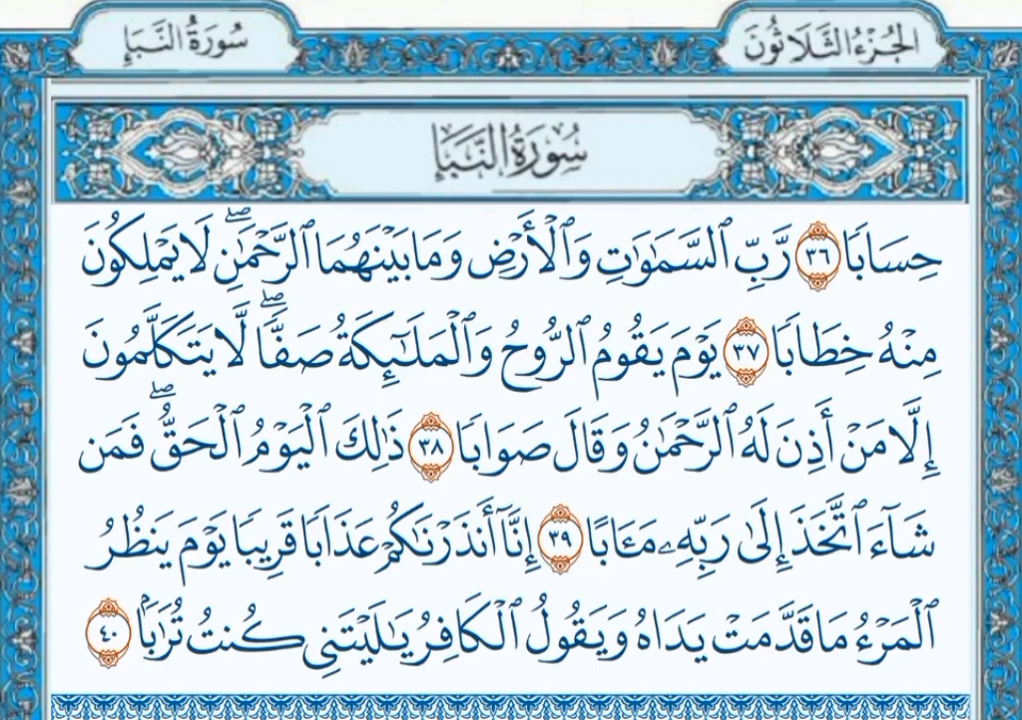 الجُزْءُ الثَّلَاثُونَ
سُورَةُ النَّبَإِ
سُورَةُ النَّبَإِ
حِسَابًا ٣٦ رَّبِّ ٱلسَّمَٰوَٰتِ وَٱلْأَرْضِ وَمَا بَيْنَهُمَا ٱلرَّحْمَٰنِۖ لَا يَمْلِكُونَ
مِنْهُ خِطَابًا ٣٧ يَوْمَ يَقُومُ ٱلرُّوحُ وَٱلْمَلَٰٓئِكَةُ صَفًّاۖ لَّا يَتَكَلَّمُونَ
إِلَّا مَنْ أَذِنَ لَهُ ٱلرَّحْمَٰنُ وَقَالَ صَوَابًا ٣٨ ذَٰلِكَ ٱلْيَوْمُ ٱلْحَقُّۖ فَمَن
شَآءَ ٱتَّخَذَ إِلَىٰ رَبِّهِۦ مَـَٔابًا ٣٩ إِنَّآ أَنذَرْنَٰكُمْ عَذَابًا قَرِيبًا يَوْمَ يَنظُرُ
ٱلْمَرْءُ مَا قَدَّمَتْ يَدَاهُ وَيَقُولُ ٱلْكَافِرُ يَٰلَيْتَنِى كُنتُ تُرَٰبًۢا ٤٠